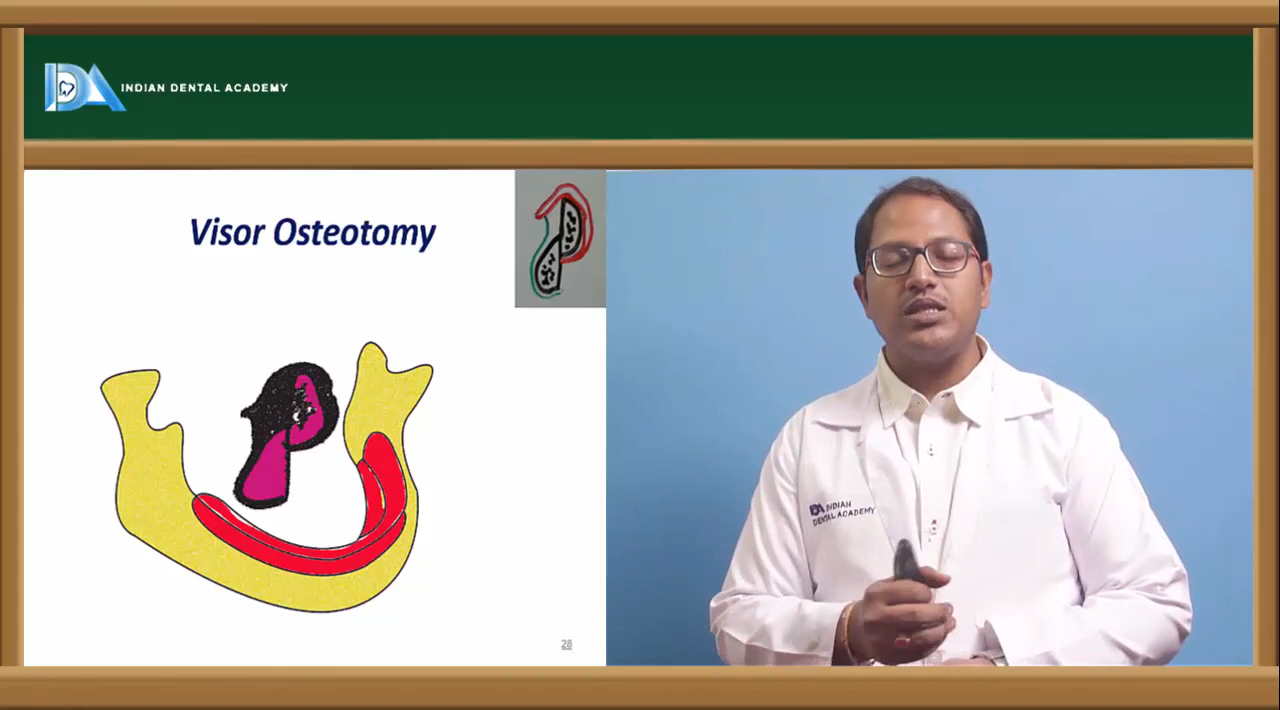 INDIAN DENTAL ACADEMY
Visor Osteotomy
INDIAN
DENTAL ACADEMY
28